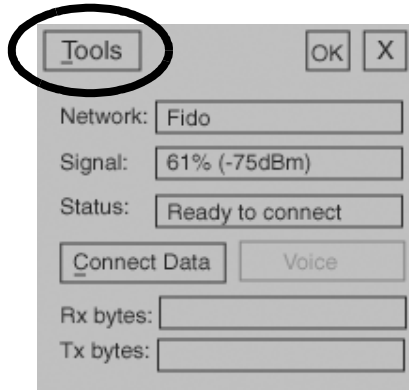 Tools OK X
Network: Fido
Signal: 61% (-75dBm)
Status: Ready to connect
Connect Data Voice
Rx bytes:
Tx bytes: